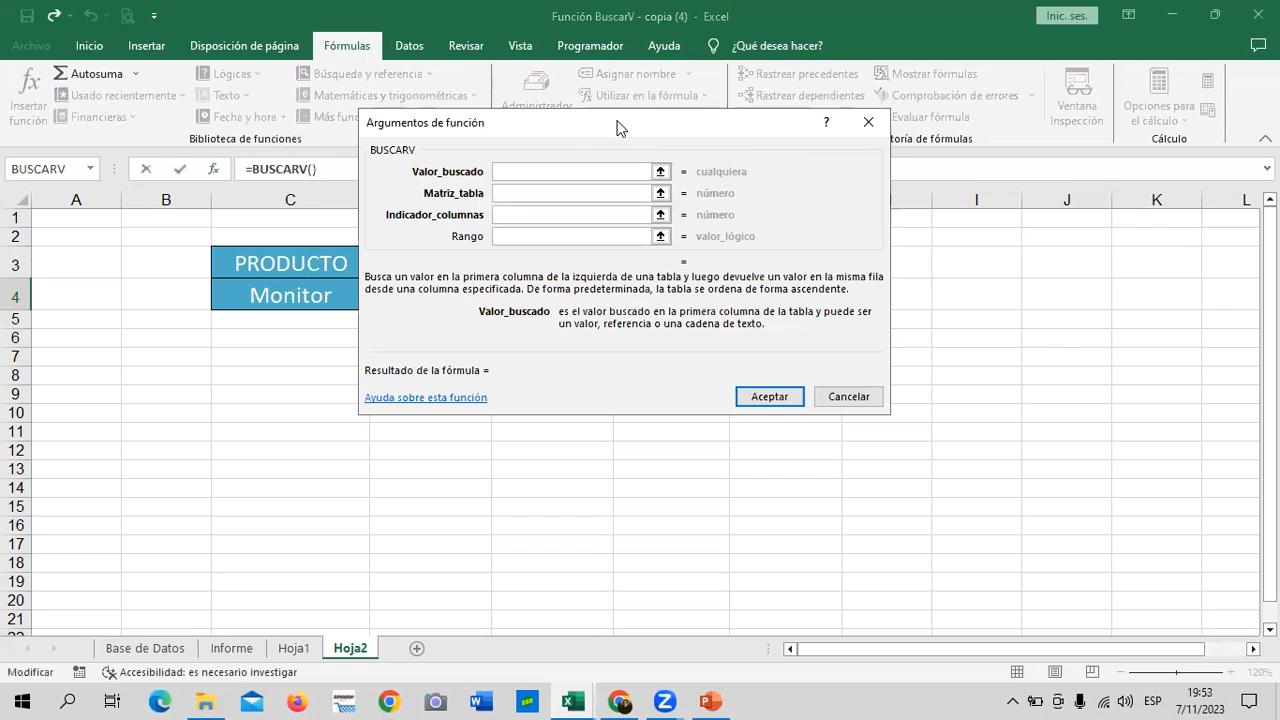 Función BuscarV - copia (4) - Excel
Inic. ses.
Archivo Inicio Insertar Disposición de página Fórmulas Datos Revisar Vista Programador Ayuda ¿Qué desea hacer?
Insertar función
Autosuma
Usado recientemente
Financieras
Lógicas
Texto
Fecha y hora
Búsqueda y referencia
Matemáticas y trigonométricas
Más fun
Biblioteca de funciones
Administrador
Asignar nombre
Utilizar en la fórmula
Rastrear precedentes
Rastrear dependientes
Mostrar fórmulas
Comprobación de errores
Evaluar fórmula
toría de fórmulas
Ventana Inspección
Opciones para el cálculo
Cálculo
BUSCARV fx =BUSCARV()
Argumentos de función ?
BUSCARV
Valor_buscado = cualquiera
Matriz_tabla = número
Indicador_columnas = número
Rango = valor_lógico
=
Busca un valor en la primera columna de la izquierda de una tabla y luego devuelve un valor en la misma fila
desde una columna especificada. De forma predeterminada, la tabla se ordena de forma ascendente.
Valor_buscado es el valor buscado en la primera columna de la tabla y puede ser
un valor, referencia o una cadena de texto.
Resultado de la fórmula =
Ayuda sobre esta función Aceptar Cancelar
A B C I J K L
1
2
3 PRODUCTO
4 Monitor
5
6
7
8
9
10
11
12
13
14
15
16
17
18
19
20
21
Base de Datos Informe Hoja1 Hoja2
Modificar Accesibilidad: es necesario investigar 120%
ESP 19:53
7/11/2023